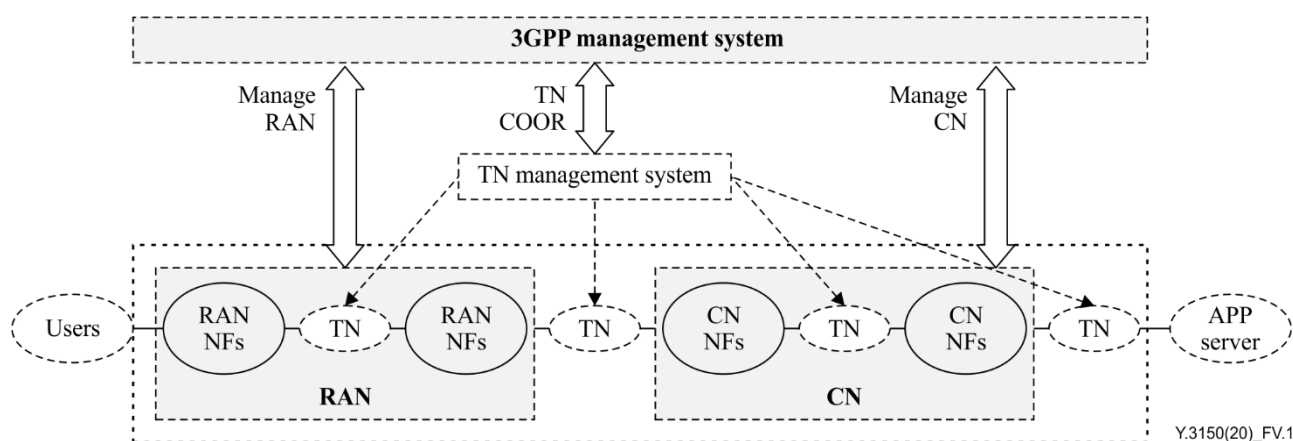 3GPP management system
Manage
RAN
TN
COOR
Manage
CN
TN management system
Users
RAN
NFs
TN
RAN
NFs
TN
CN
NFs
TN
CN
NFs
TN
APP
server
RAN
CN
Y.3150(20)_FV.1